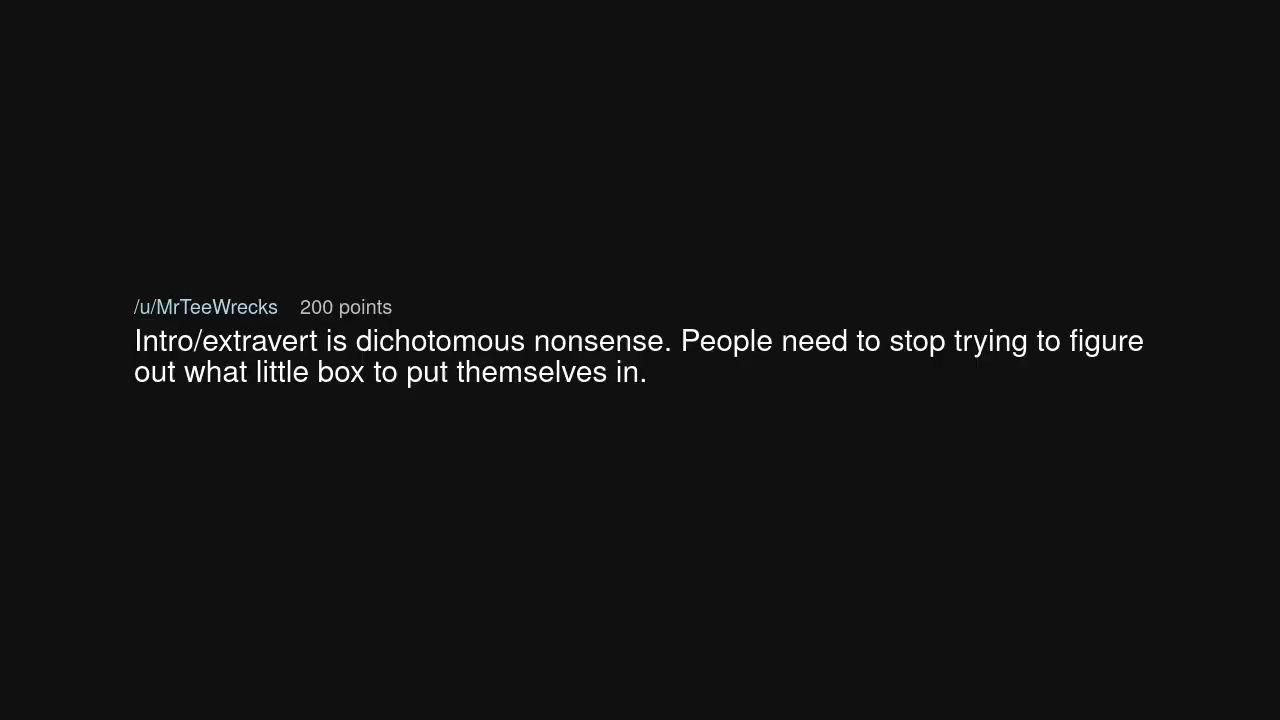 /u/MrTeeWrecks 200 points
Intro/extravert is dichotomous nonsense. People need to stop trying to figure
out what little box to put themselves in.